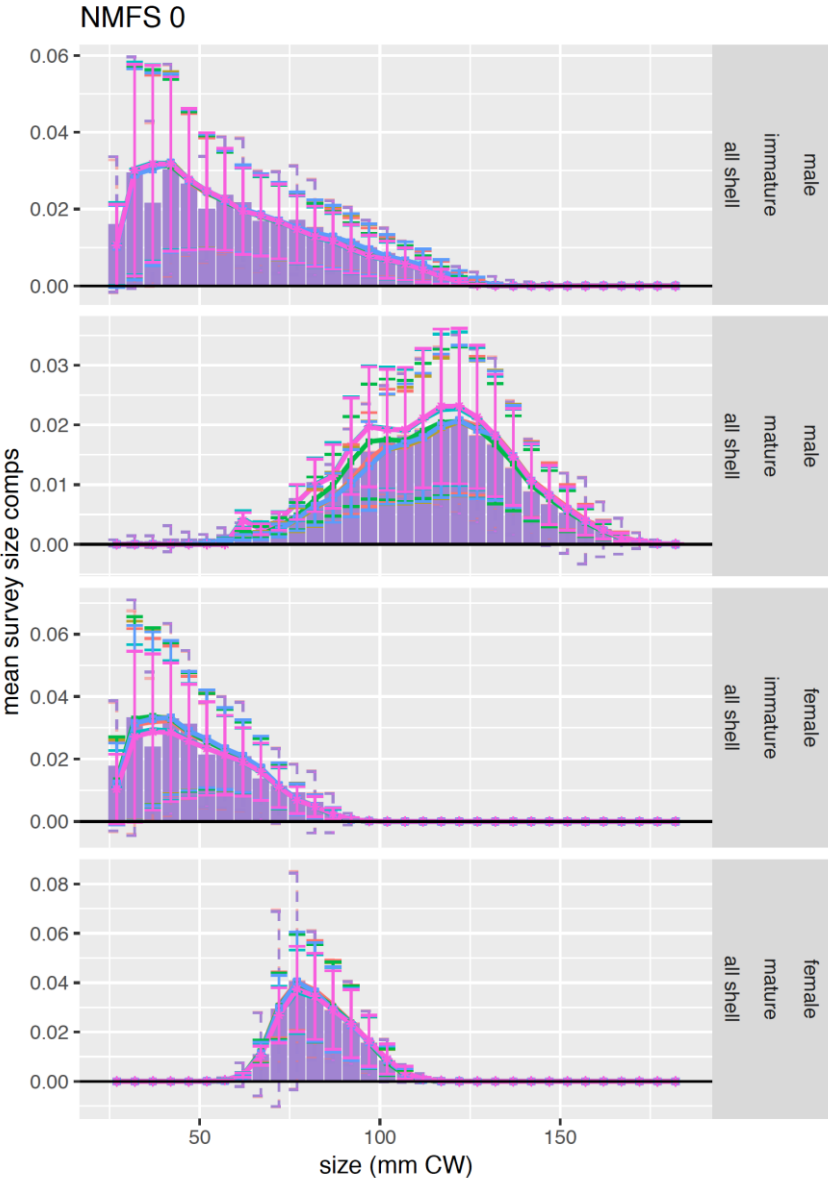 NMFS 0
mean survey size comps
0.06
0.04
0.02
0.00
male
immature
all shell
0.03
0.02
0.01
0.00
male
mature
all shell
0.06
0.04
0.02
0.00
female
immature
all shell
0.08
0.06
0.04
0.02
0.00
female
mature
all shell
50 100 150
size (mm CW)